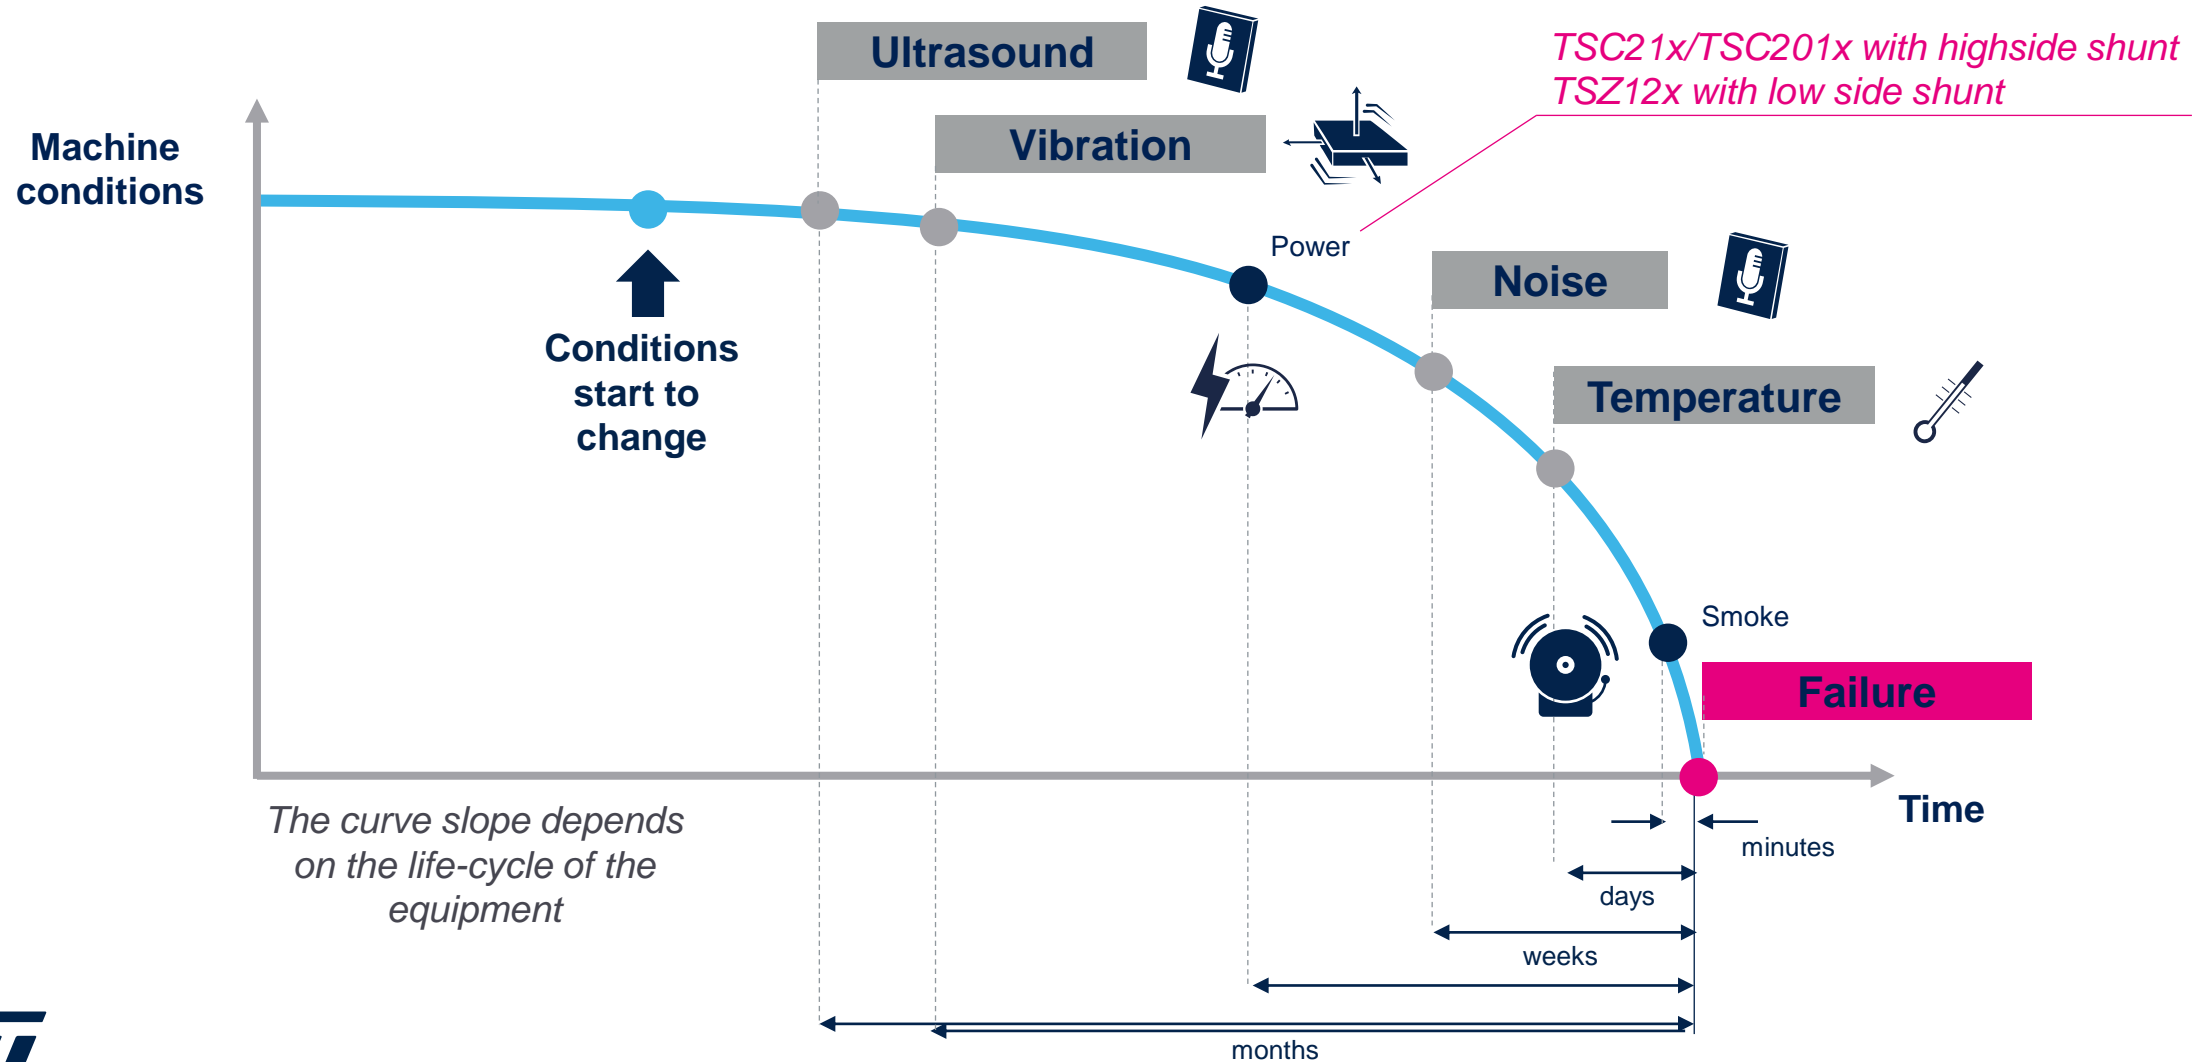 Ultrasound
TSC21x/TSC201x with highside shunt
TSZ12x with low side shunt
Vibration
Machine
conditions
Power
Noise
Conditions
start to
change
Temperature
Smoke
Failure
Time
The curve slope depends
on the life-cycle of the
equipment
minutes
days
weeks
months